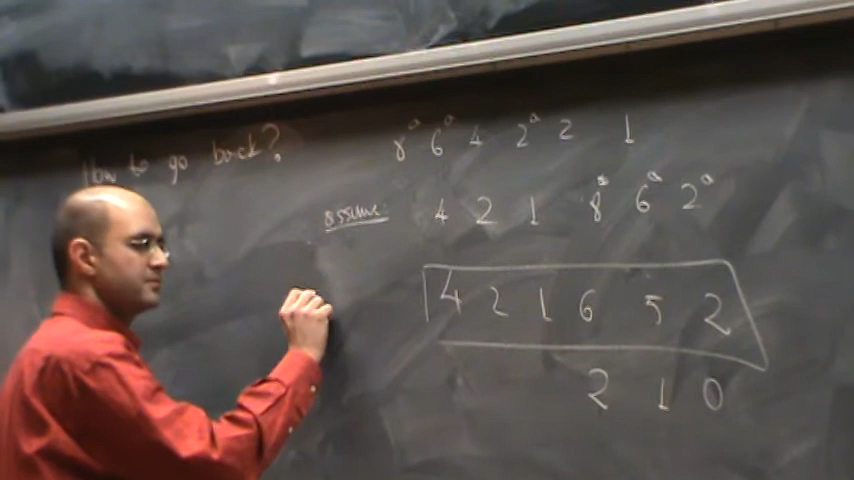 How to go back?
8ᵃ 6ᵃ 4 2ᵃ 2 1
assume: 4 2 1 8ᵃ 6ᵃ 2ᵃ
4 2 1 6 5 2
2 1 0